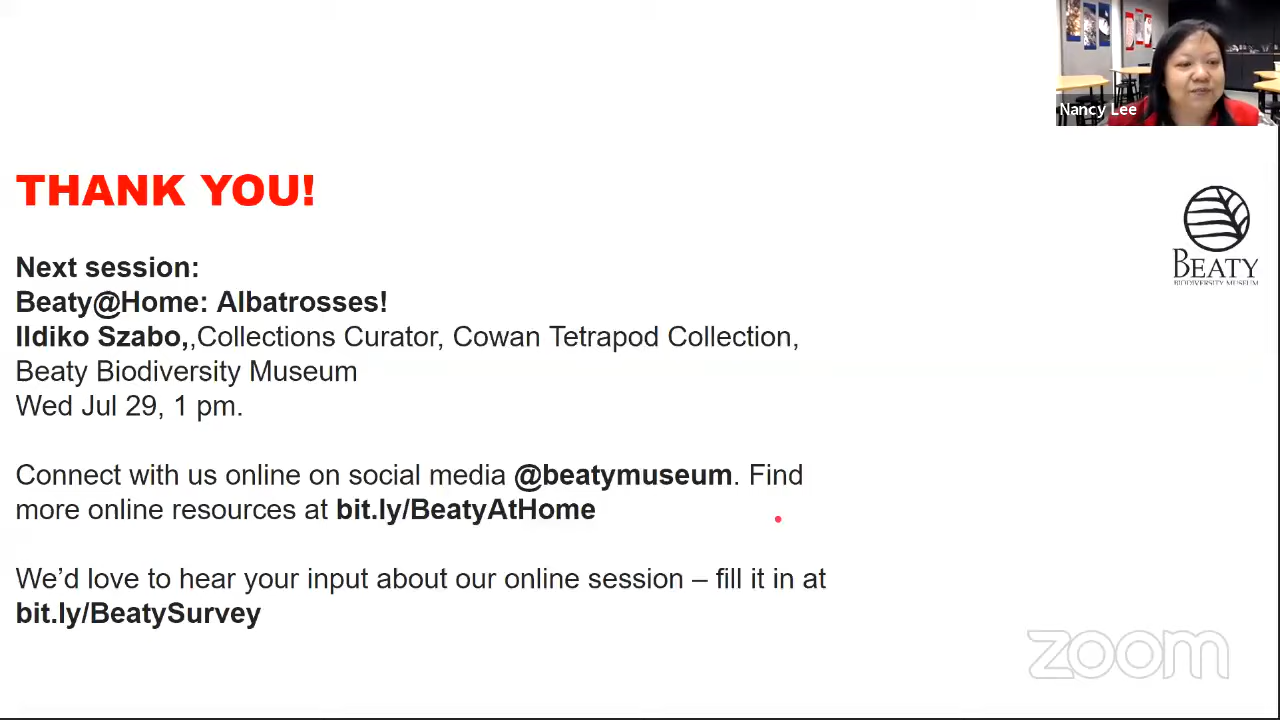 Nancy Lee
THANK YOU!
BEATY
BIODIVERSITY MUSEUM
Next session:
Beaty@Home: Albatrosses!
Ildiko Szabo,,Collections Curator, Cowan Tetrapod Collection,
Beaty Biodiversity Museum
Wed Jul 29, 1 pm.
Connect with us online on social media @beatymuseum. Find
more online resources at bit.ly/BeatyAtHome
We’d love to hear your input about our online session – fill it in at
bit.ly/BeatySurvey
zoom